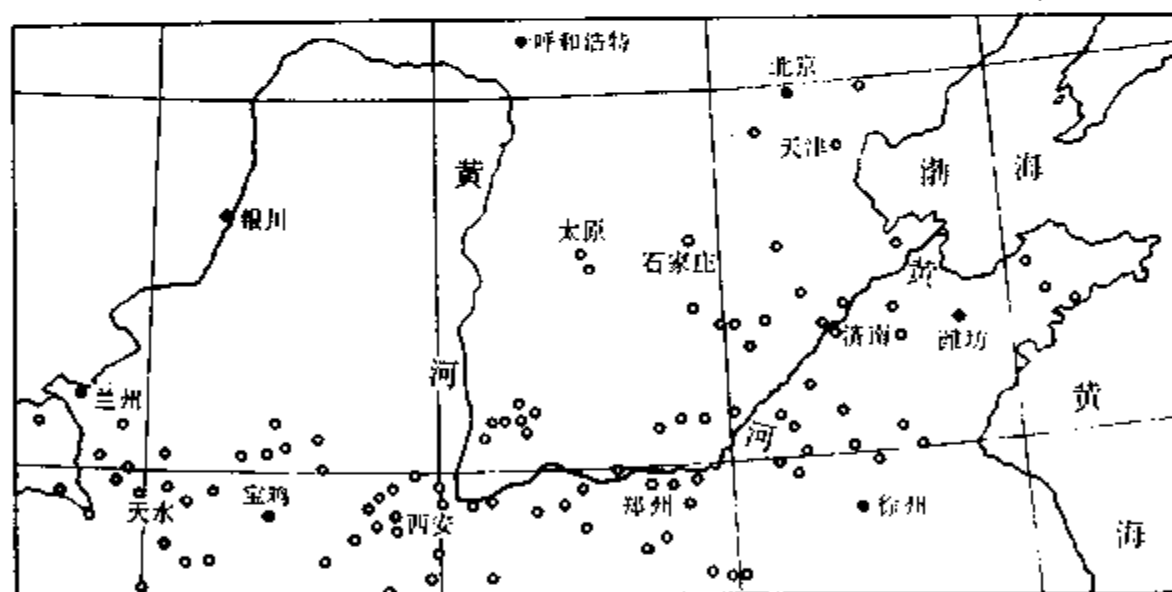 呼和浩特
北京
天津
渤海
黄河
银川
太原
石家庄
黄河
济南
潍坊
兰州
黄海
天水
宝鸡
西安
郑州
徐州